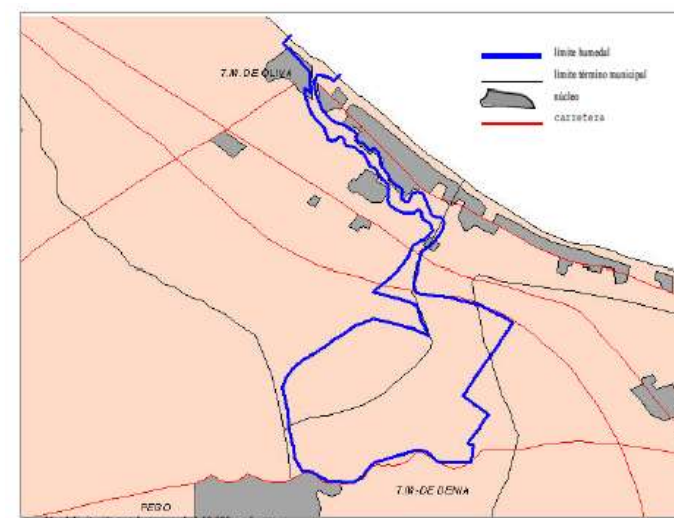 T.M. DE OLIVA
límite humedal
límite término municipal
núcleo
carretera
T.M. DE DENIA
PEGO